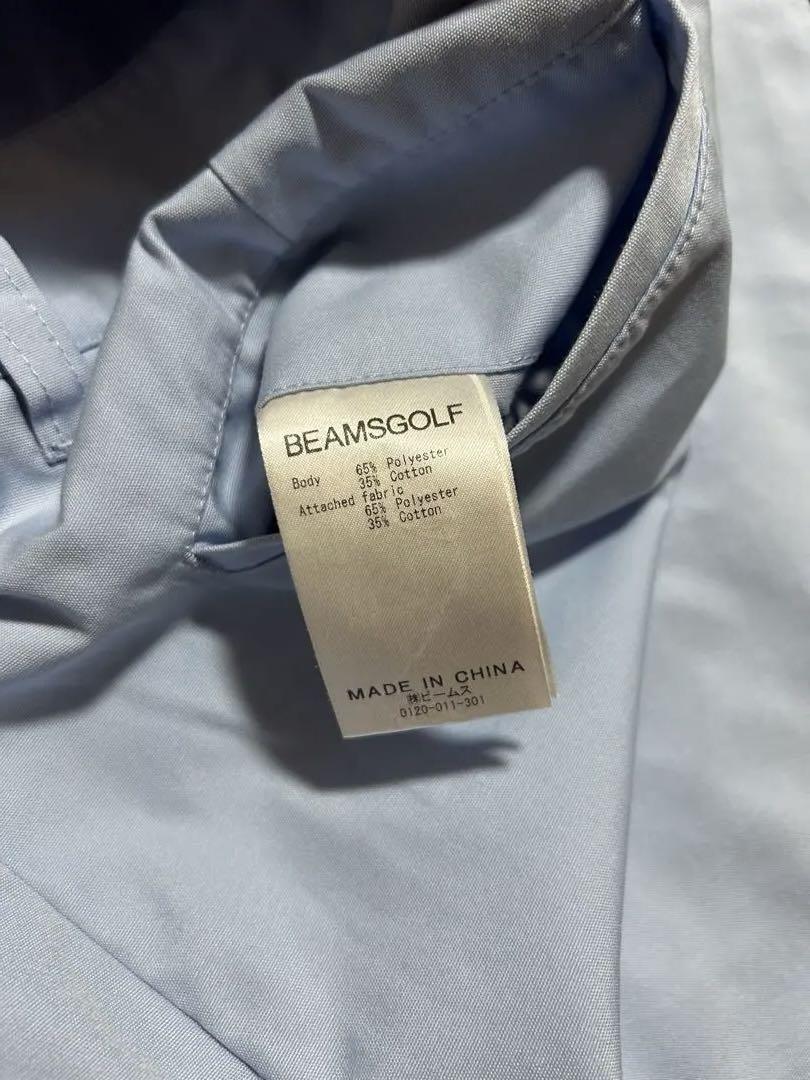 BEAMSGOLF
Body 65% Polyester
35% Cotton
Attached fabric
65% Polyester
35% Cotton
MADE IN CHINA
㈱ビームス
0120-011-301